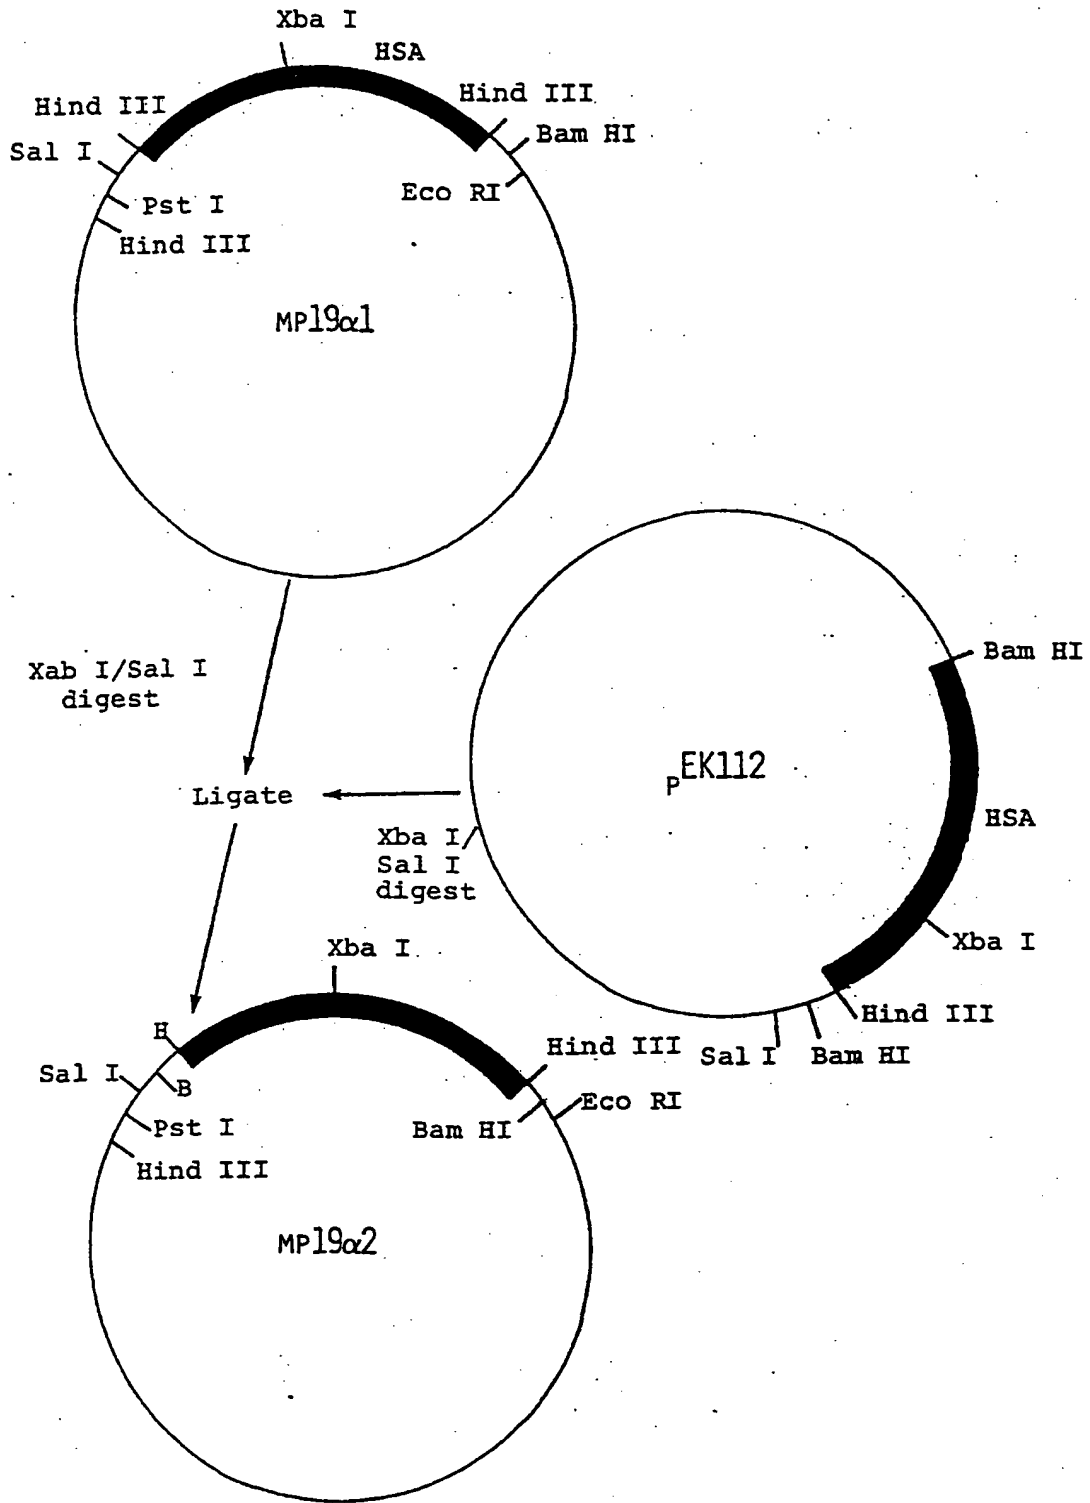 Xba I
HSA
Hind III
Hind III
Bam HI
Sal I
Eco RI
Pst I
Hind III
MP19α1
Xab I/Sal I
digest
Bam HI
pEK112
Ligate
HSA
Xba I
Sal I
digest
Xba I
Xba I
Hind III
H
Hind III
Sal I
Bam HI
Sal I
B
Eco RI
Pst I
Bam HI
Hind III
MP19α2